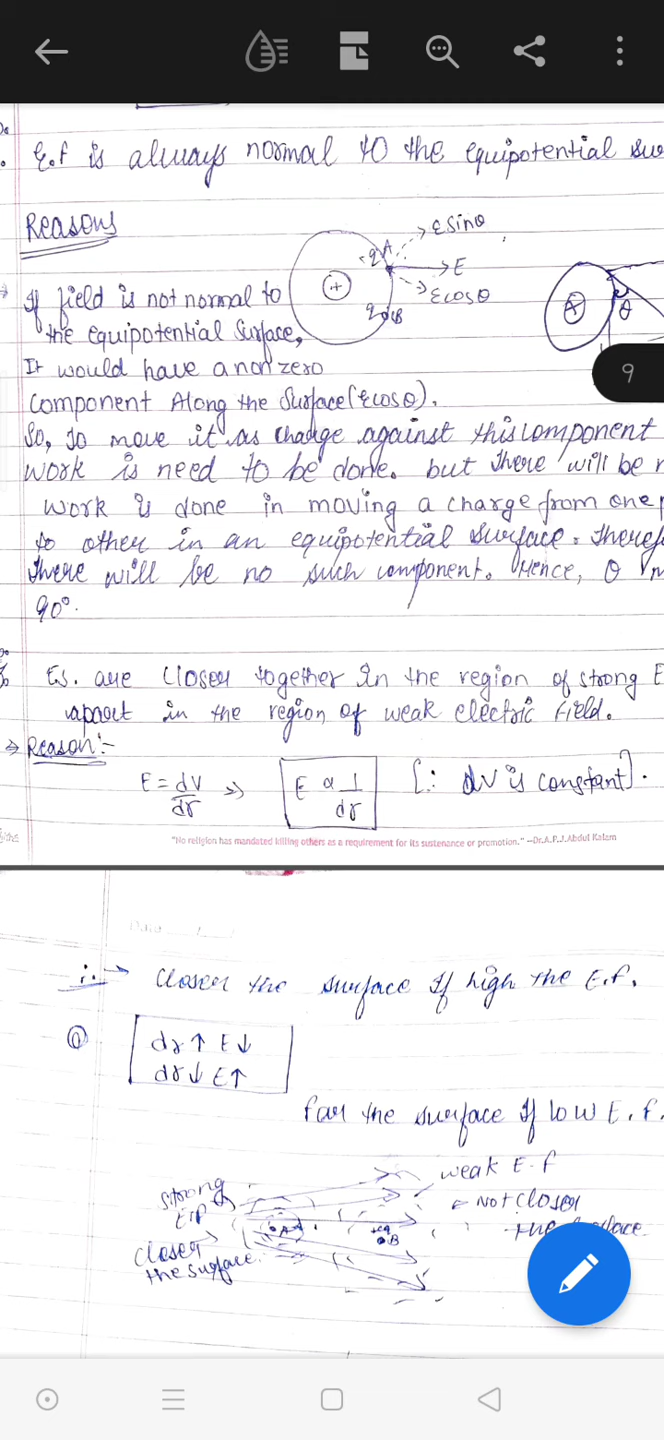 E.f is always normal to the equipotential su
Reasons
If field is not normal to
the equipotential surface,
It would have a non zero
component Along the Surface(Ecosθ).
So, to move it as charge against this component
work is need to be done. but there will be n
work is done in moving a charge from one p
to other in an equipotential surface. Theref
there will be no such component. Hence, θ m
90°.
A
εsinθ
E
εcosθ
B
+
θ
9
Es. are closer together in the region of strong E
apart in the region of weak electric field.
⇒ Reason:-
E = dV/dr ⇒ E α 1/dr [∵ dV is constant].
"No religion has mandated killing others as a requirement for its sustenance or promotion." --Dr.A.P.J.Abdul Kalam
∴→ closer the surface if high the E.f.
dr↑ E↓
dr↓ E↑
far the surface if low E.f.
weak E.f
strong
Not closer
closer
the surface.
A
B